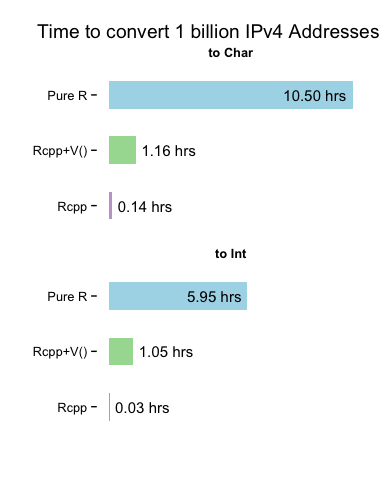 Time to convert 1 billion IPv4 Addresses
to Char
Pure R
10.50 hrs
Rcpp+V()
1.16 hrs
Rcpp
0.14 hrs
to Int
Pure R
5.95 hrs
Rcpp+V()
1.05 hrs
Rcpp
0.03 hrs